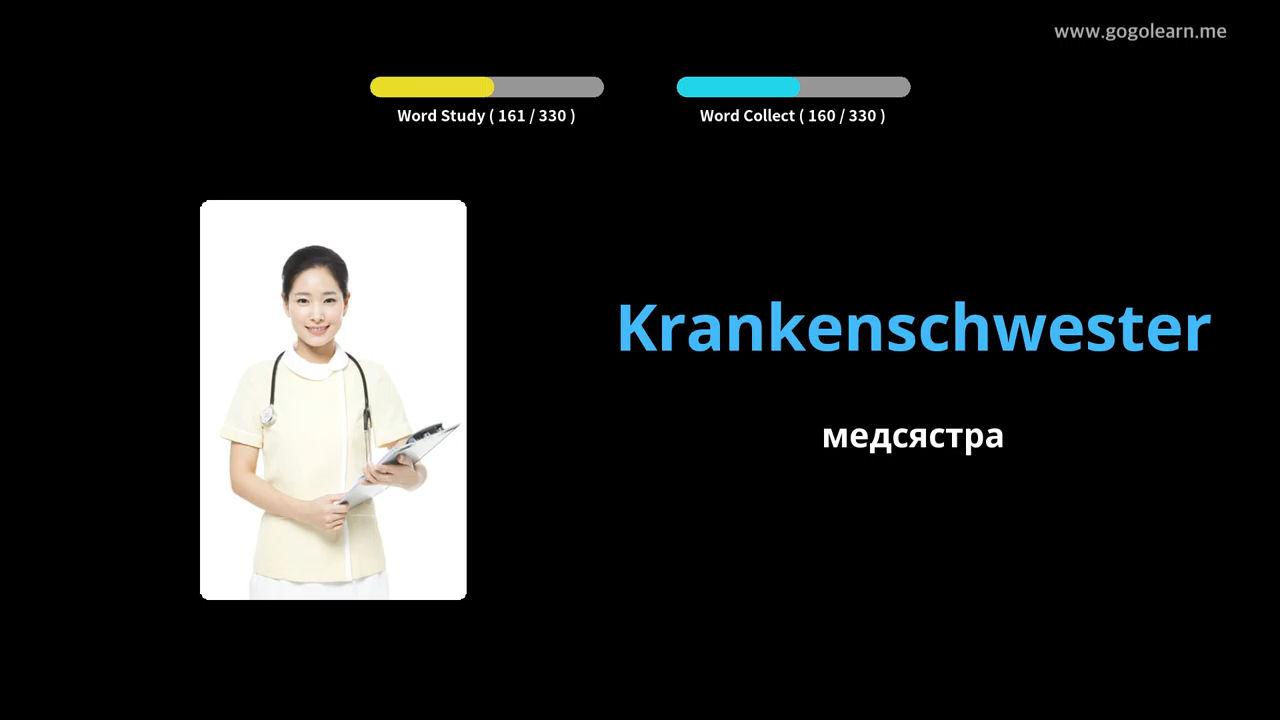 www.gogolearn.me
Word Study ( 161 / 330 )
Word Collect ( 160 / 330 )
Krankenschwester
медсястра